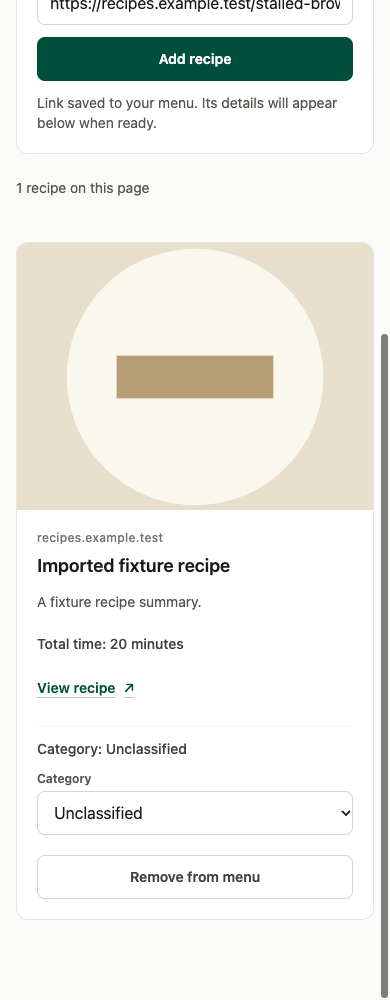 https://recipes.example.test/stalled-brow
Add recipe
Link saved to your menu. Its details will appear
below when ready.
1 recipe on this page
recipes.example.test
Imported fixture recipe
A fixture recipe summary.
Total time: 20 minutes
View recipe ↗
Category: Unclassified
Category
Unclassified
Remove from menu